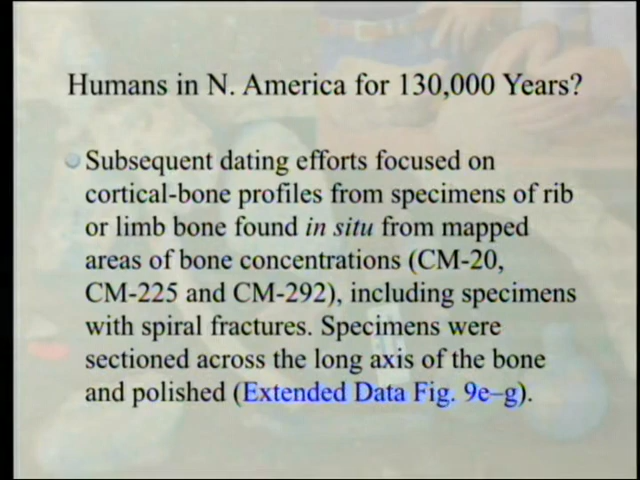 Humans in N. America for 130,000 Years?
Subsequent dating efforts focused on
cortical-bone profiles from specimens of rib
or limb bone found in situ from mapped
areas of bone concentrations (CM-20,
CM-225 and CM-292), including specimens
with spiral fractures. Specimens were
sectioned across the long axis of the bone
and polished (Extended Data Fig. 9e–g).